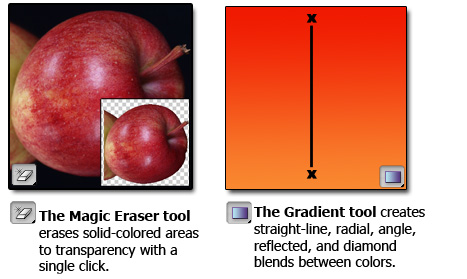 x
x
The Magic Eraser tool
erases solid-colored areas
to transparency with a
single click.
The Gradient tool creates
straight-line, radial, angle,
reflected, and diamond
blends between colors.